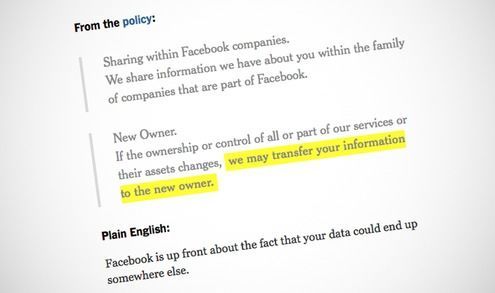 From the policy:
Sharing within Facebook companies.
We share information we have about you within the family
of companies that are part of Facebook.
New Owner.
If the ownership or control of all or part of our services or
their assets changes, we may transfer your information
to the new owner.
Plain English:
Facebook is up front about the fact that your data could end up
somewhere else.